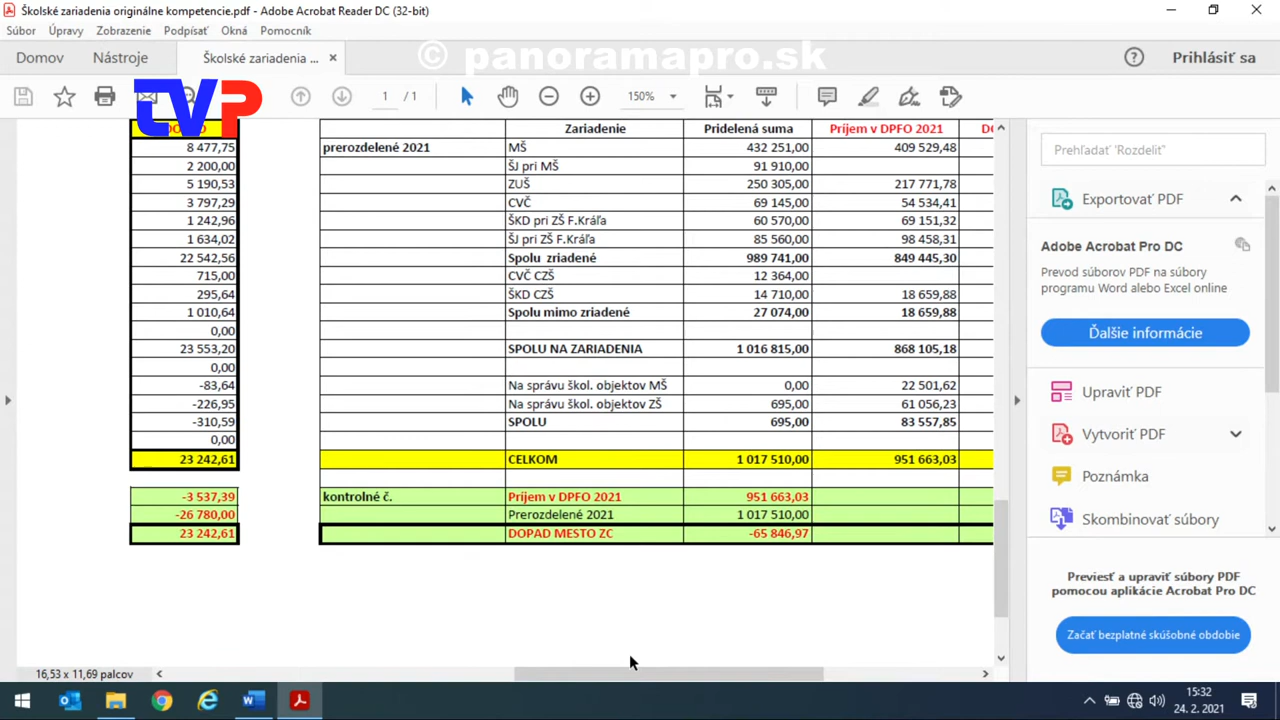 Školské zariadenia originálne kompetencie.pdf - Adobe Acrobat Reader DC (32-bit)
Súbor Úpravy Zobrazenie Podpísať Okná Pomocník
© panoramapro.sk
Domov Nástroje Školské zariadenia ... × Prihlásiť sa
TVP
1 / 1 150%
Zariadenie Pridelená suma Príjem v DPFO 2021
8 477,75 prerozdelené 2021 MŠ 432 251,00 409 529,48
2 200,00 ŠJ pri MŠ 91 910,00
5 190,53 ZUŠ 250 305,00 217 771,78
3 797,29 CVČ 69 145,00 54 534,41
1 242,96 ŠKD pri ZŠ F.Kráľa 60 570,00 69 151,32
1 634,02 ŠJ pri ZŠ F.Kráľa 85 560,00 98 458,31
22 542,56 Spolu zriadené 989 741,00 849 445,30
715,00 CVČ CZŠ 12 364,00
295,64 ŠKD CZŠ 14 710,00 18 659,88
1 010,64 Spolu mimo zriadené 27 074,00 18 659,88
0,00
23 553,20 SPOLU NA ZARIADENIA 1 016 815,00 868 105,18
0,00
-83,64 Na správu škol. objektov MŠ 0,00 22 501,62
-226,95 Na správu škol. objektov ZŠ 695,00 61 056,23
-310,59 SPOLU 695,00 83 557,85
0,00
23 242,61 CELKOM 1 017 510,00 951 663,03
-3 537,39 kontrolné č. Príjem v DPFO 2021 951 663,03
-26 780,00 Prerozdelené 2021 1 017 510,00
23 242,61 DOPAD MESTO ZC -65 846,97
16,53 x 11,69 palcov
Prehľadať 'Rozdeliť'
Exportovať PDF
Adobe Acrobat Pro DC
Prevod súborov PDF na súbory
programu Word alebo Excel online
Ďalšie informácie
Upraviť PDF
Vytvoriť PDF
Poznámka
Skombinovať súbory
Previesť a upraviť súbory PDF
pomocou aplikácie Acrobat Pro DC
Začať bezplatné skúšobné obdobie
15:32
24. 2. 2021